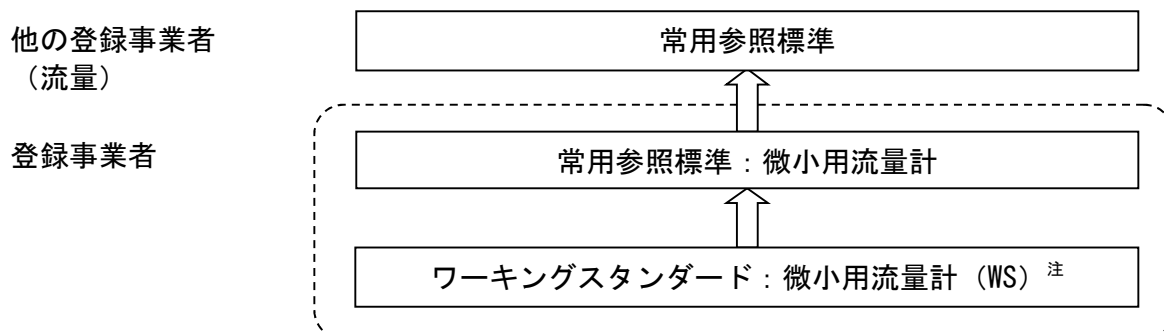 他の登録事業者
（流量）
常用参照標準
登録事業者
常用参照標準：微小用流量計
ワーキングスタンダード：微小用流量計（WS）注